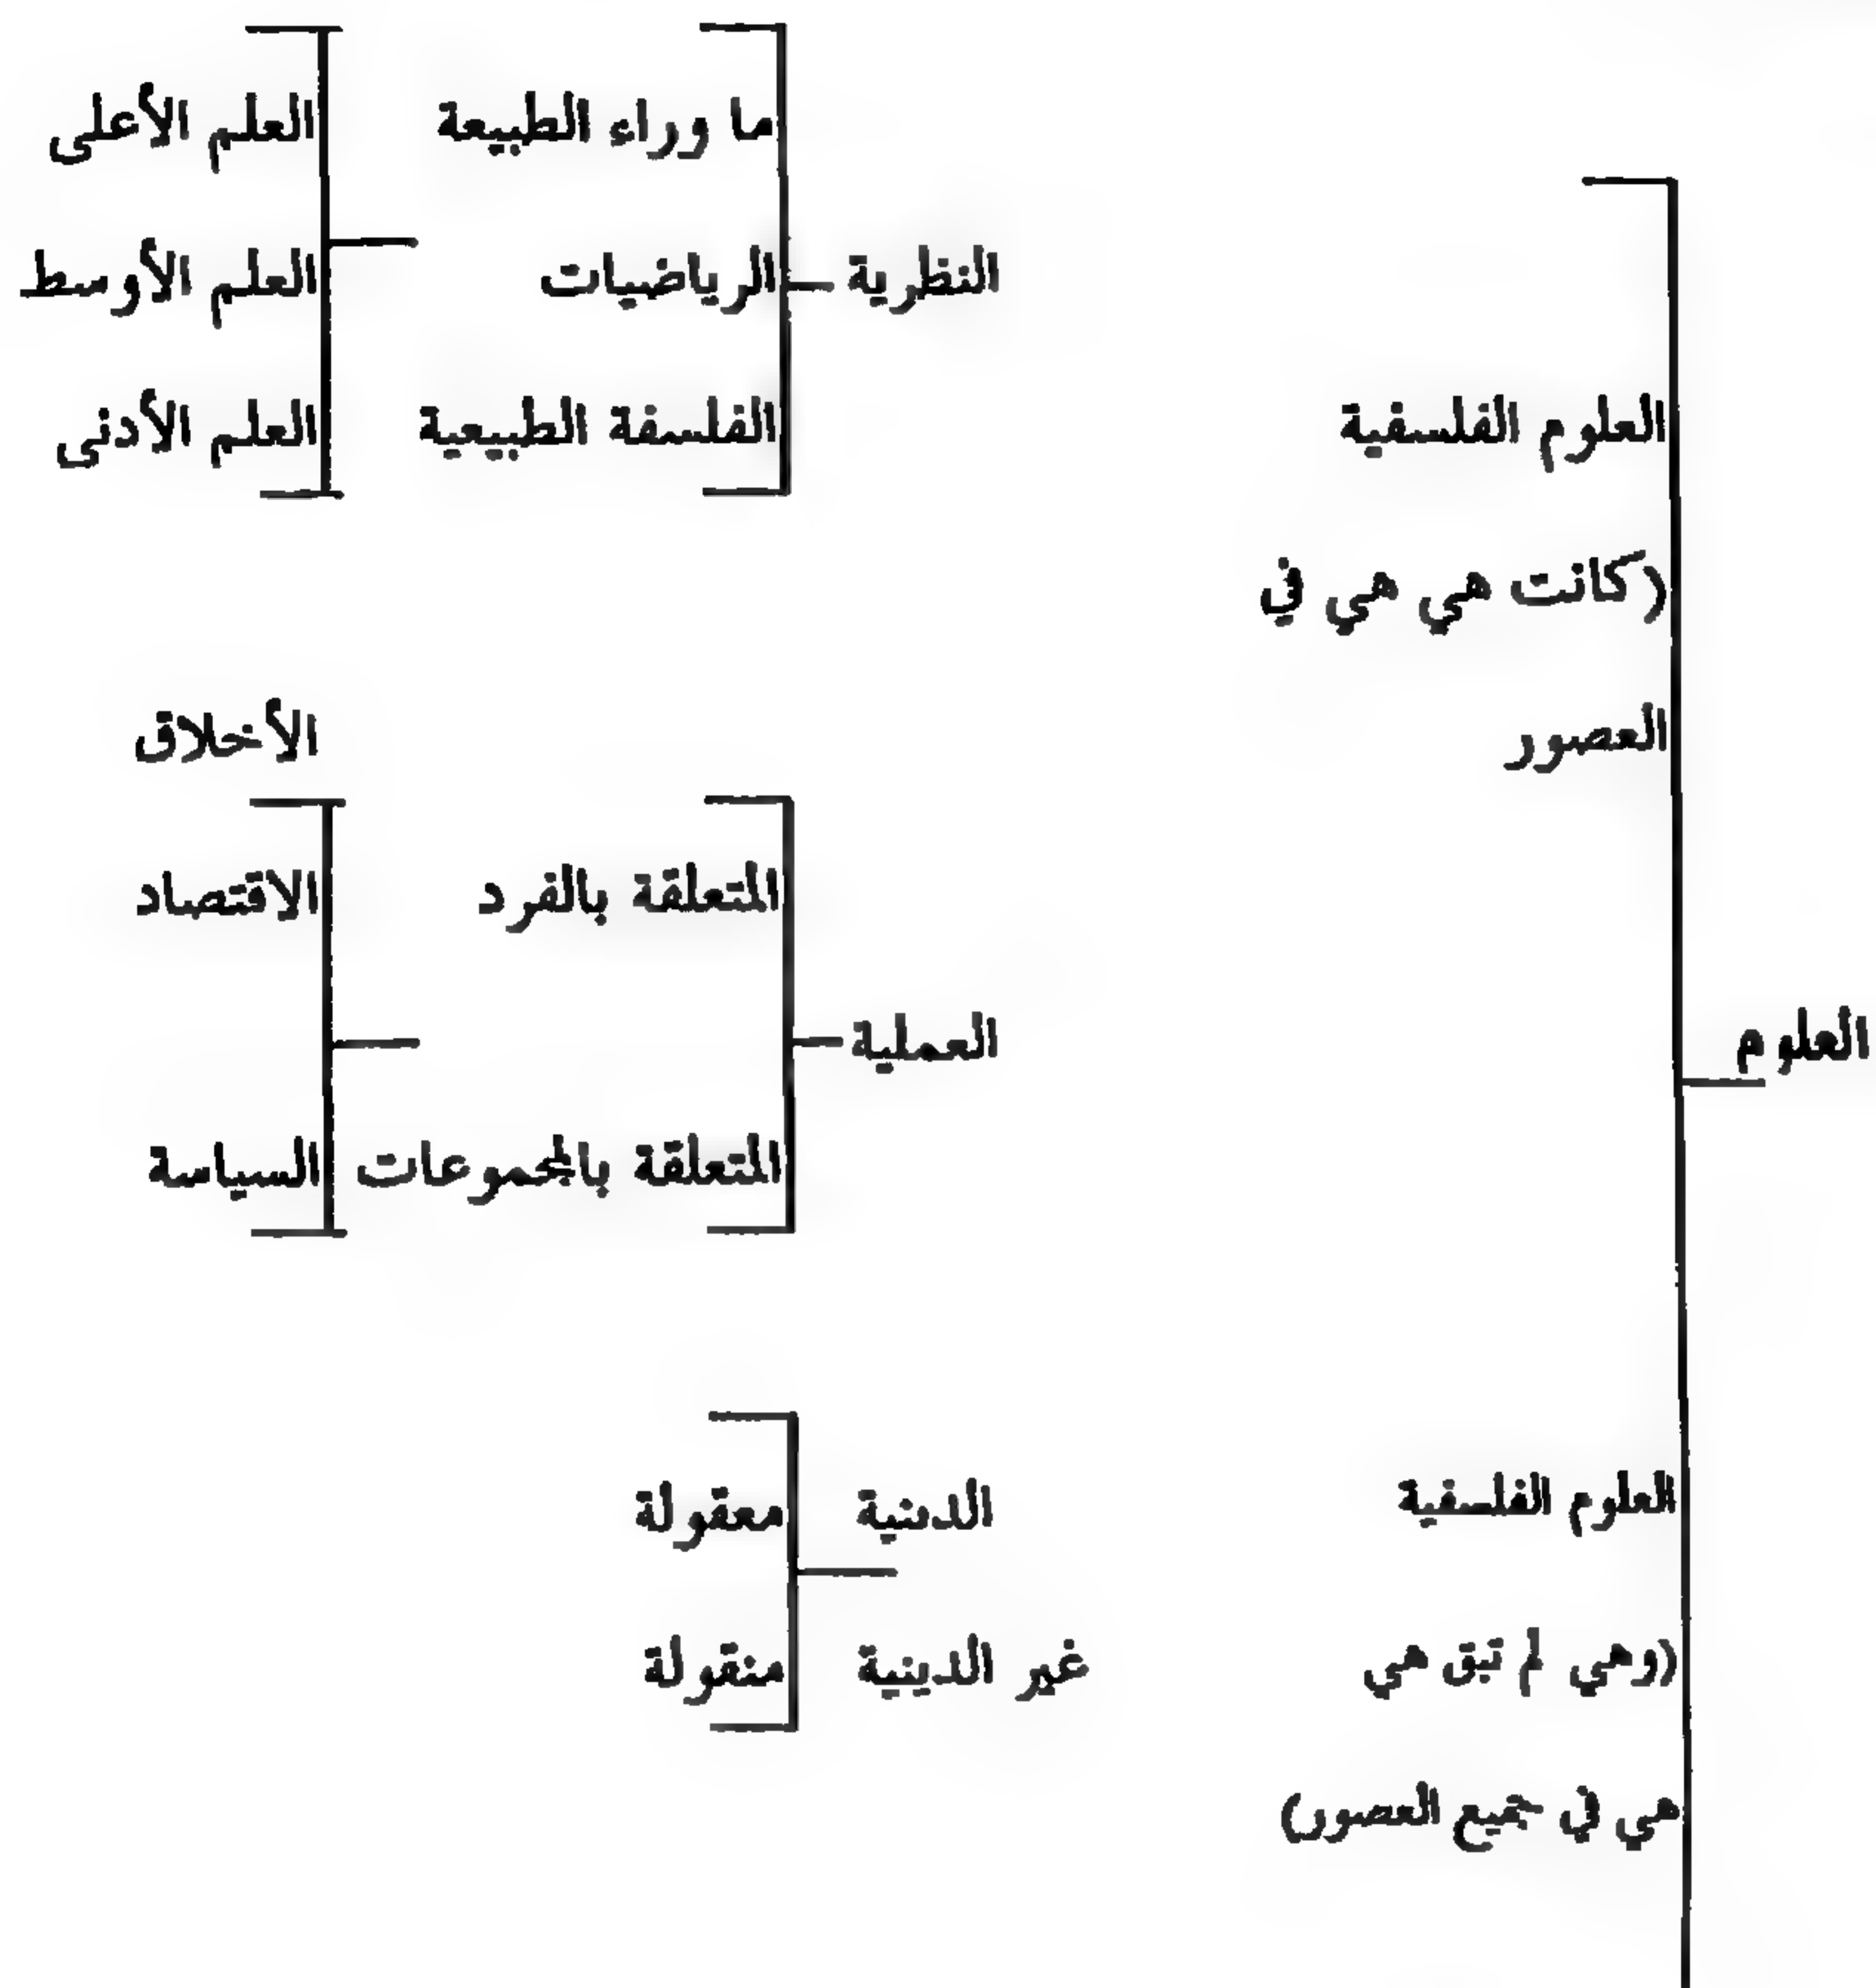 ما وراء الطبيعة العلم الأعلى
النظرية الرياضيات العلم الأوسط
العلوم الفلسفية الفلسفة الطبيعية العلم الأدنى
(كانت هي هي في
العصور الأخلاق
المتعلقة بالفرد الاقتصاد
العلوم العملية
المتعلقة بالمجموعات السياسة
العلوم الفلسفية الدينية معقولة
(وهي لم تبق هي غير الدينية منقولة
هي في جميع العصور)